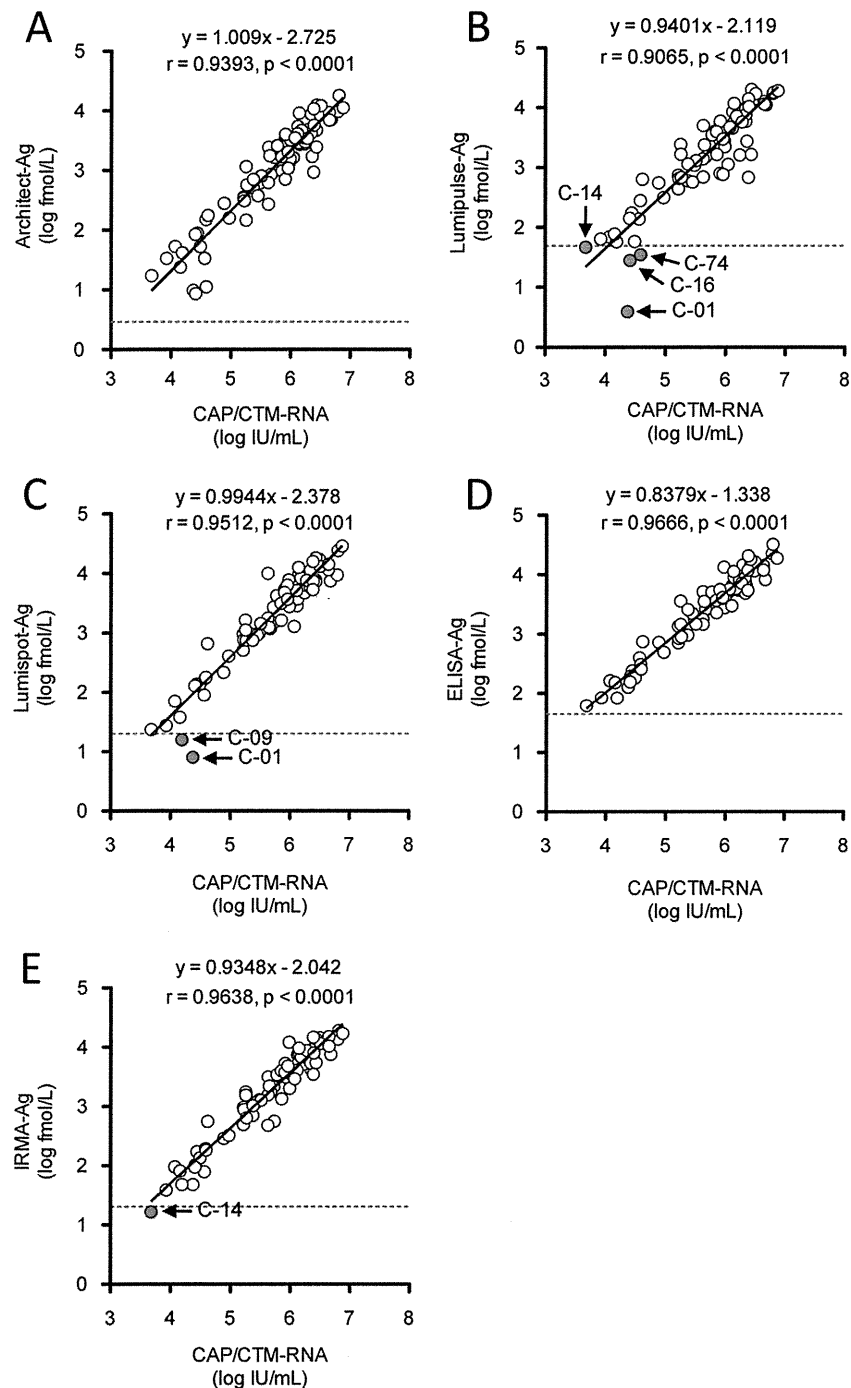 A
y = 1.009x - 2.725
r = 0.9393, p < 0.0001
Architect-Ag
(log fmol/L)
5
4
3
2
1
0
3 4 5 6 7 8
CAP/CTM-RNA
(log IU/mL)
B
y = 0.9401x - 2.119
r = 0.9065, p < 0.0001
Lumipulse-Ag
(log fmol/L)
5
4
3
2
1
0
C-14
C-74
C-16
C-01
3 4 5 6 7 8
CAP/CTM-RNA
(log IU/mL)
C
y = 0.9944x - 2.378
r = 0.9512, p < 0.0001
Lumispot-Ag
(log fmol/L)
5
4
3
2
1
0
C-09
C-01
3 4 5 6 7 8
CAP/CTM-RNA
(log IU/mL)
D
y = 0.8379x - 1.338
r = 0.9666, p < 0.0001
ELISA-Ag
(log fmol/L)
5
4
3
2
1
0
3 4 5 6 7 8
CAP/CTM-RNA
(log IU/mL)
E
y = 0.9348x - 2.042
r = 0.9638, p < 0.0001
IRMA-Ag
(log fmol/L)
5
4
3
2
1
0
C-14
3 4 5 6 7 8
CAP/CTM-RNA
(log IU/mL)